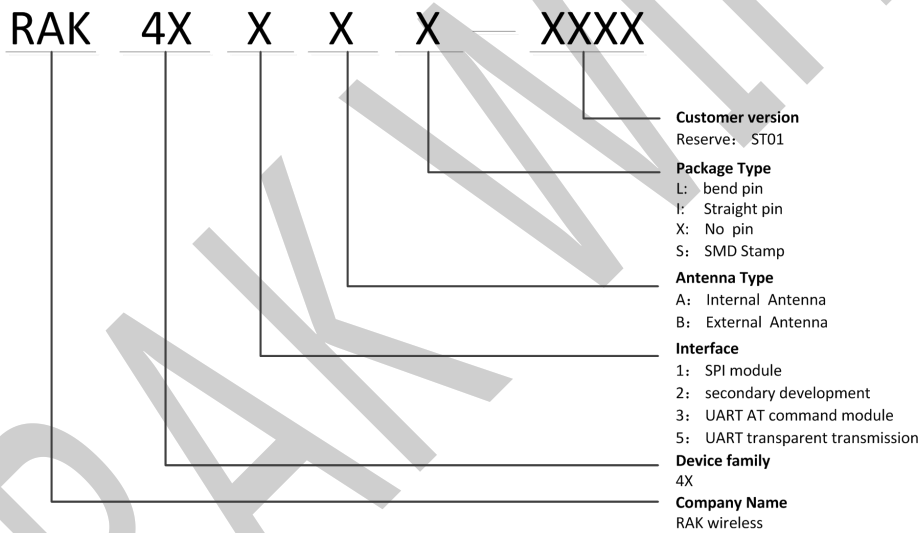 RAK 4X X X X — XXXX
Customer version
Reserve： ST01
Package Type
L: bend pin
I: Straight pin
X: No pin
S： SMD Stamp
Antenna Type
A： Internal Antenna
B： External Antenna
Interface
1： SPI module
2： secondary development
3： UART AT command module
5： UART transparent transmission
Device family
4X
Company Name
RAK wireless